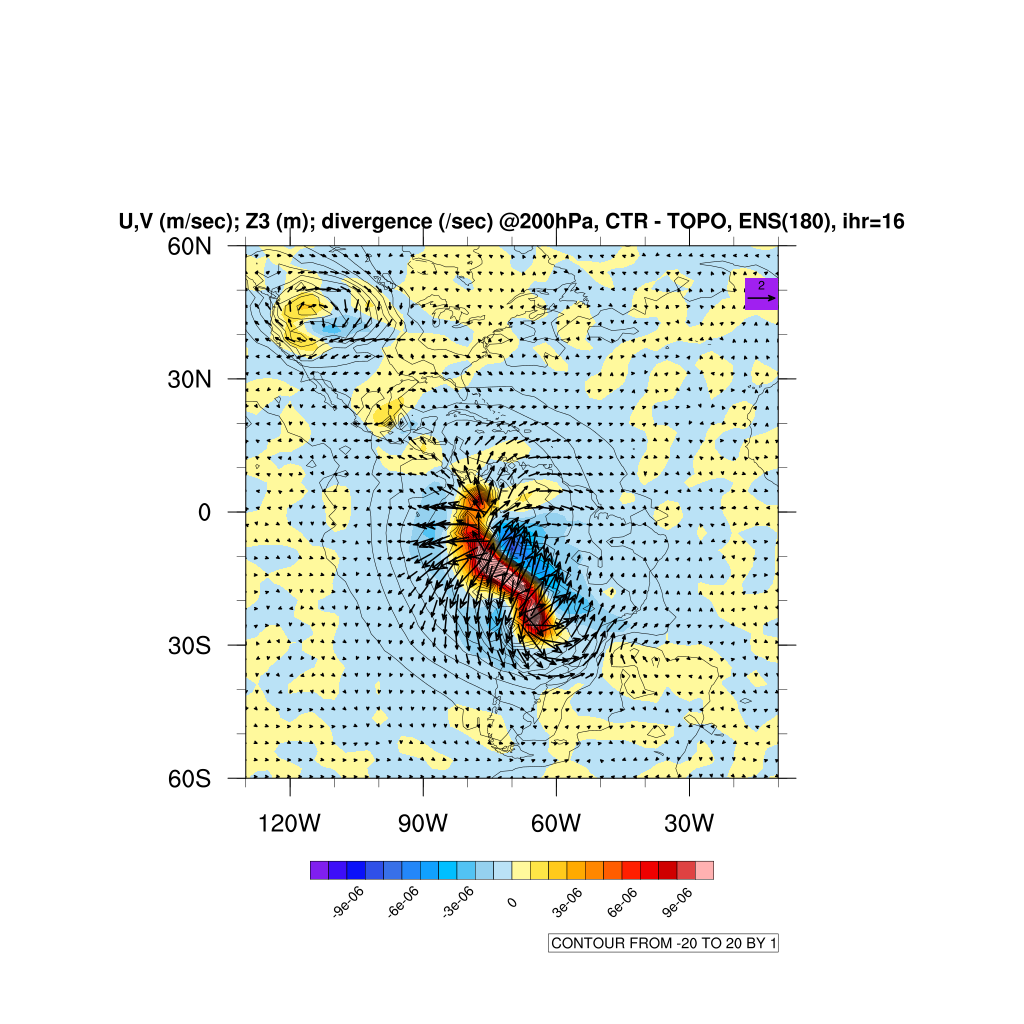 U,V (m/sec); Z3 (m); divergence (/sec) @200hPa, CTR - TOPO, ENS(180), ihr=16
60N
2
30N
0
30S
60S
120W 90W 60W 30W
-9e-06 -6e-06 -3e-06 0 3e-06 6e-06 9e-06
CONTOUR FROM -20 TO 20 BY 1